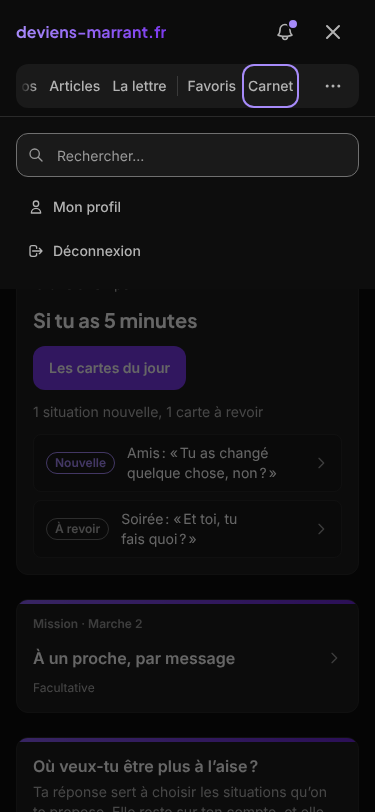 deviens-marrant.fr
os Articles La lettre Favoris Carnet ...
Rechercher...
Mon profil
Déconnexion
Si tu as 5 minutes
Les cartes du jour
1 situation nouvelle, 1 carte à revoir
Nouvelle
Amis : « Tu as changé
quelque chose, non ? »
À revoir
Soirée : « Et toi, tu
fais quoi ? »
Mission · Marche 2
À un proche, par message
Facultative
Où veux-tu être plus à l’aise ?
Ta réponse sert à choisir les situations qu’on
te propose. Elle reste sur ton compte, et elle